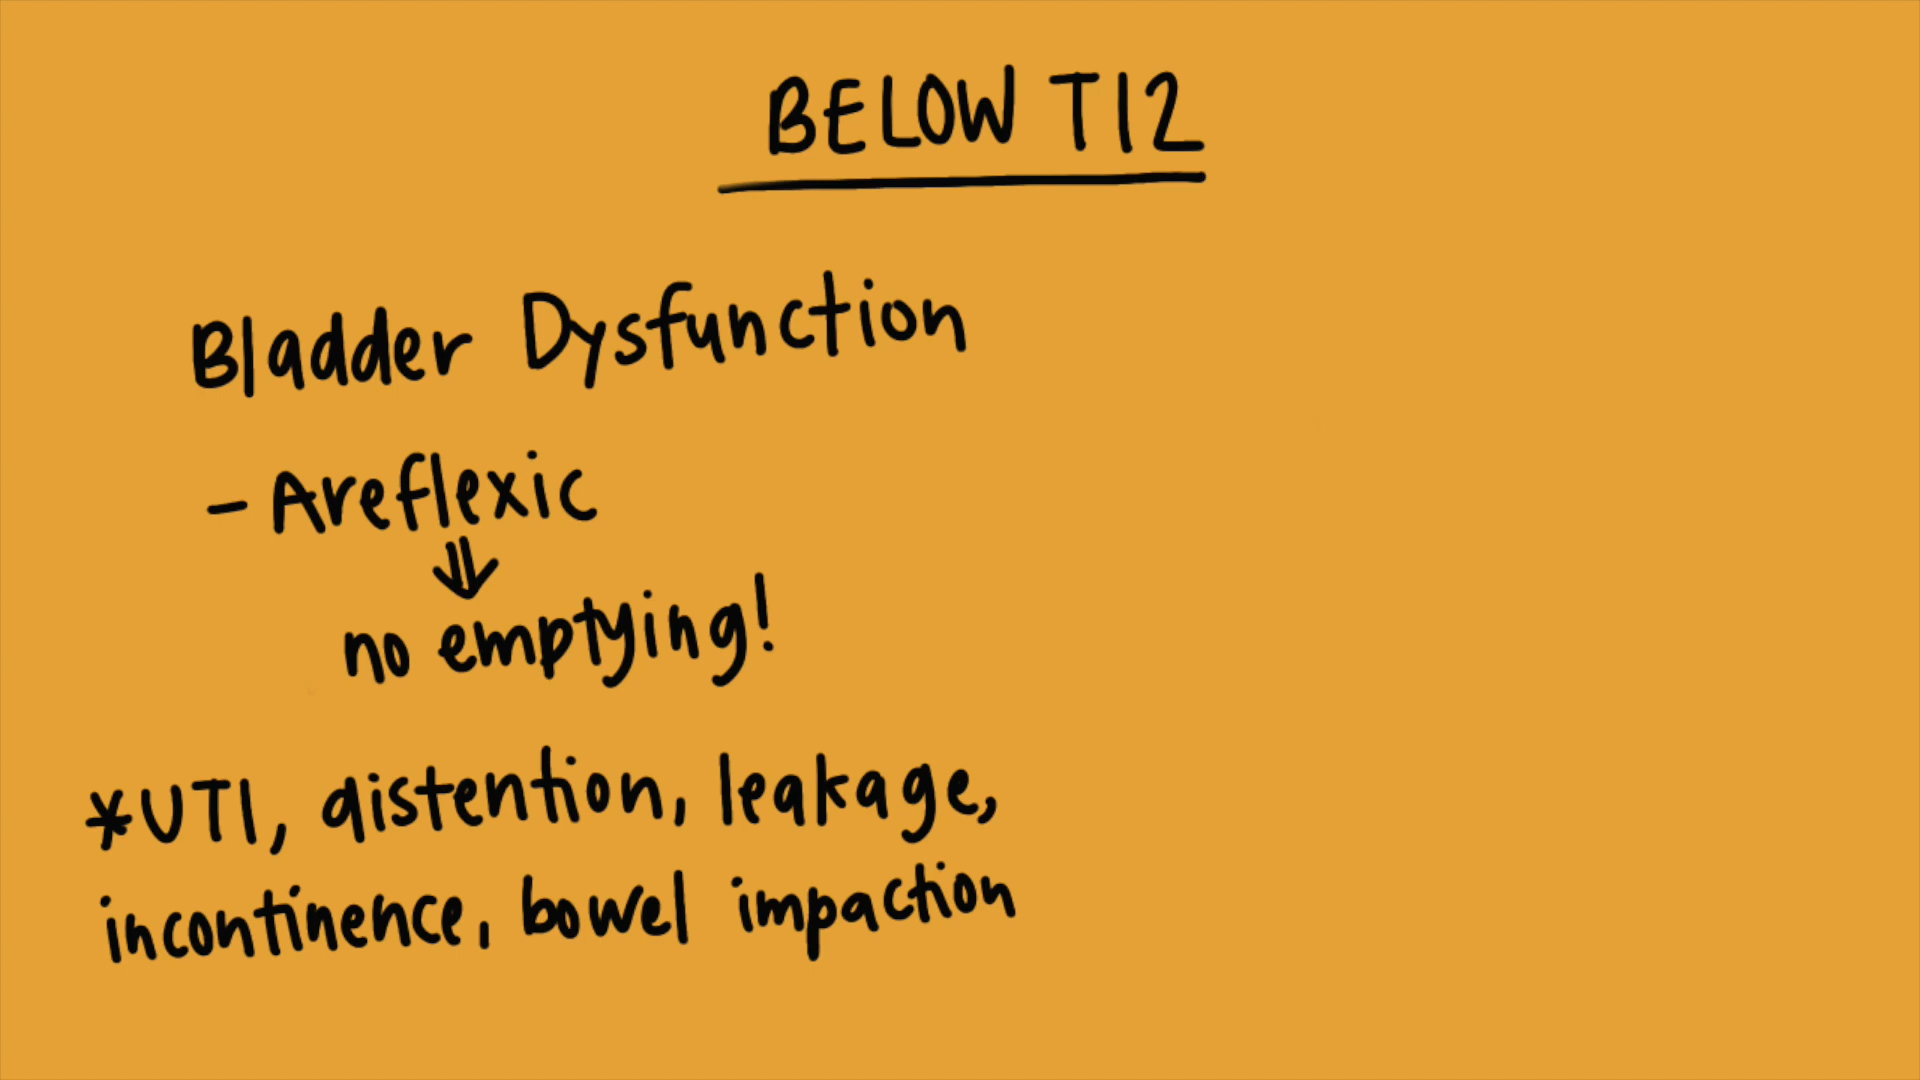 BELOW T12
Bladder Dysfunction
- Areflexic
⇓
no emptying!
*UTI, distention, leakage,
incontinence, bowel impaction